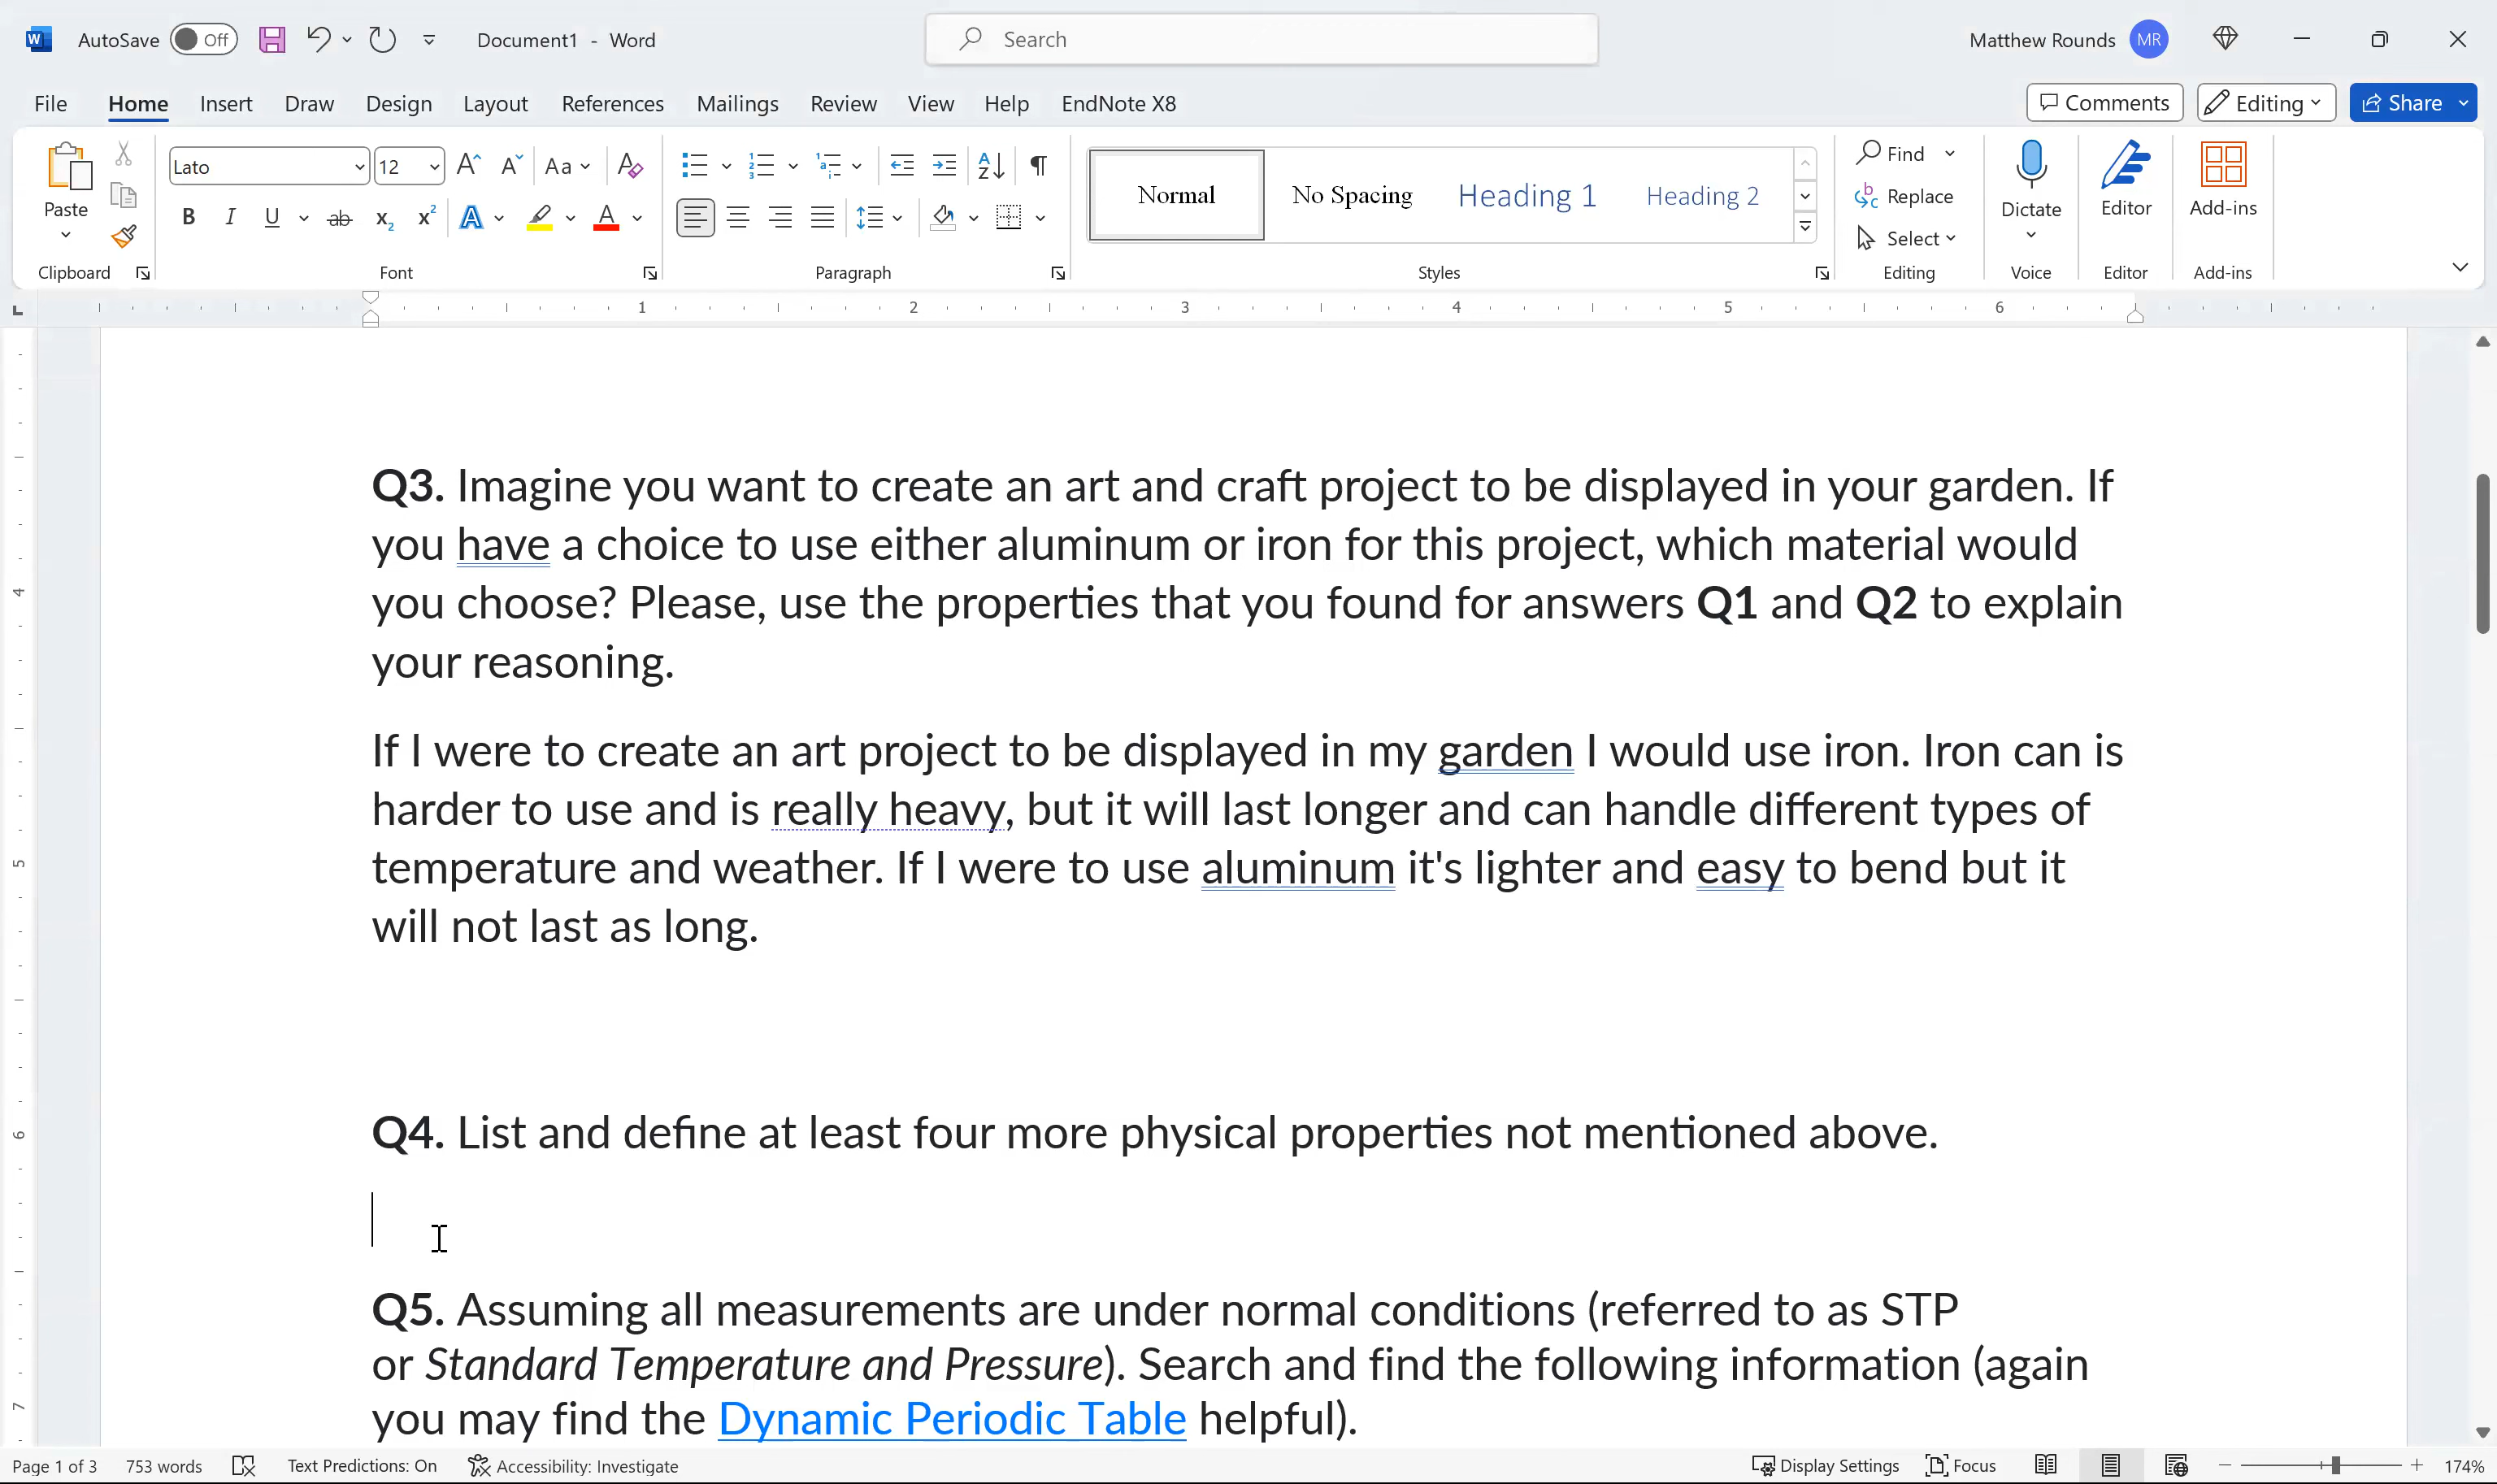 AutoSave Off Document1 - Word Search Matthew Rounds MR
File Home Insert Draw Design Layout References Mailings Review View Help EndNote X8 Comments Editing Share
Paste Lato 12 Aa Normal No Spacing Heading 1 Heading 2 Find Replace Select Dictate Editor Add-ins
Clipboard Font Paragraph Styles Editing Voice Editor Add-ins
1 2 3 4 5 6
Q3. Imagine you want to create an art and craft project to be displayed in your garden. If
you have a choice to use either aluminum or iron for this project, which material would
you choose? Please, use the properties that you found for answers Q1 and Q2 to explain
your reasoning.
If I were to create an art project to be displayed in my garden I would use iron. Iron can is
harder to use and is really heavy, but it will last longer and can handle different types of
temperature and weather. If I were to use aluminum it's lighter and easy to bend but it
will not last as long.
Q4. List and define at least four more physical properties not mentioned above.
Q5. Assuming all measurements are under normal conditions (referred to as STP
or Standard Temperature and Pressure). Search and find the following information (again
you may find the Dynamic Periodic Table helpful).
4
5
6
7
Page 1 of 3 753 words Text Predictions: On Accessibility: Investigate Display Settings Focus 174%